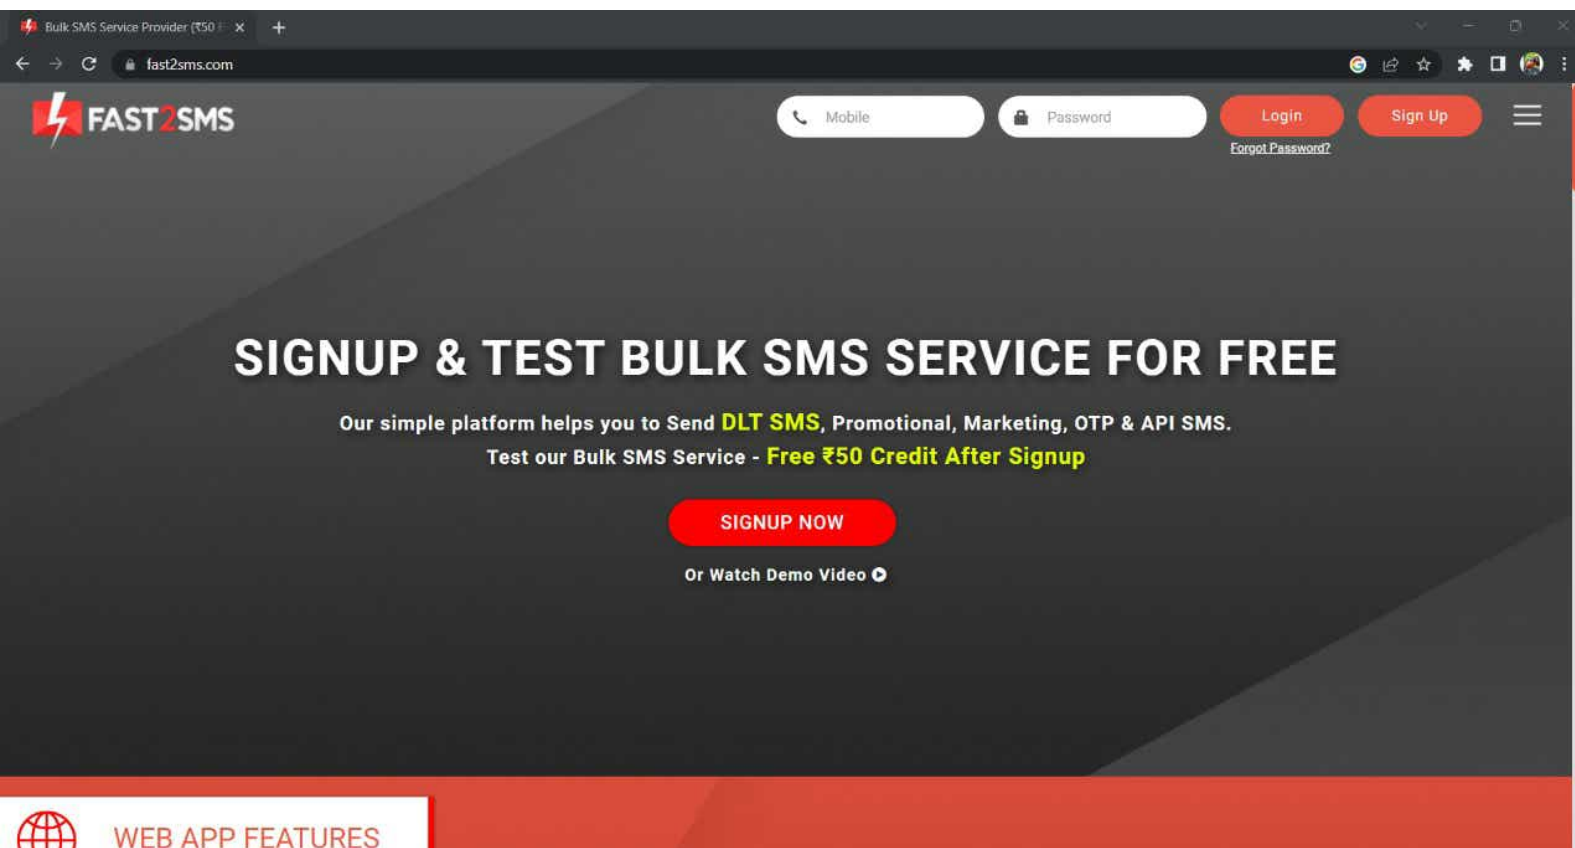 Bulk SMS Service Provider (₹50 F
fast2sms.com
FAST2SMS
Mobile
Password
Login
Sign Up
Forgot Password?
SIGNUP & TEST BULK SMS SERVICE FOR FREE
Our simple platform helps you to Send DLT SMS, Promotional, Marketing, OTP & API SMS.
Test our Bulk SMS Service - Free ₹50 Credit After Signup
SIGNUP NOW
Or Watch Demo Video
WEB APP FEATURES